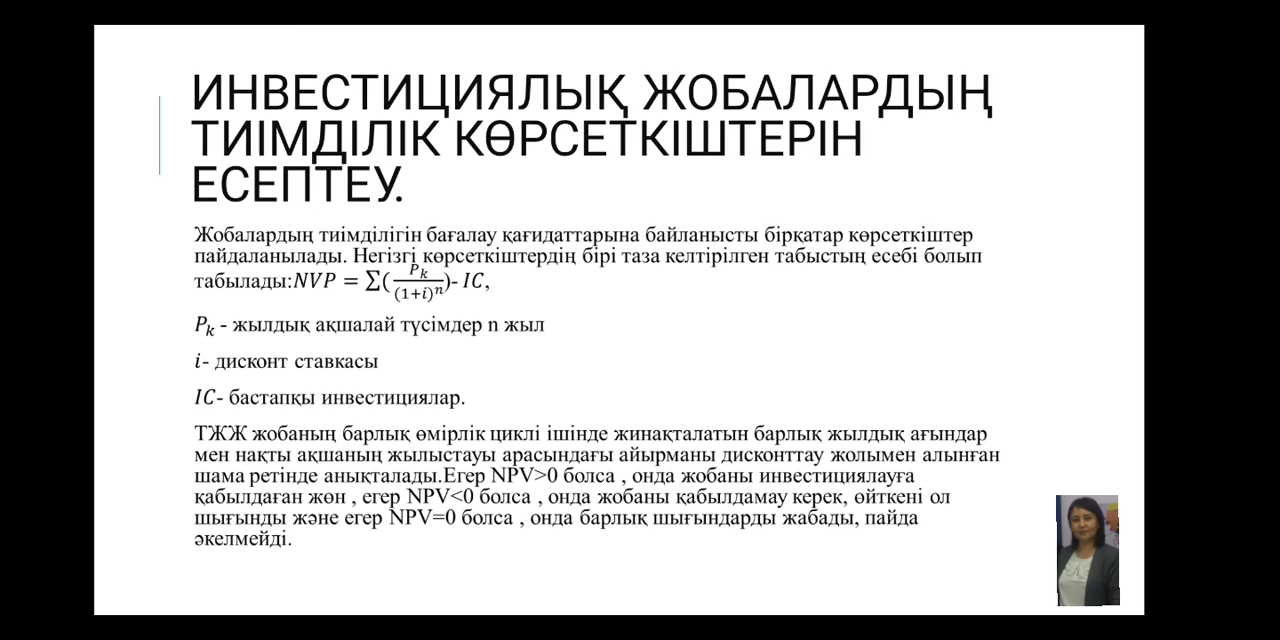 ИНВЕСТИЦИЯЛЫҚ ЖОБАЛАРДЫҢ
ТИІМДІЛІК КӨРСЕТКІШТЕРІН
ЕСЕПТЕУ.
Жобалардың тиімділігін бағалау қағидаттарына байланысты бірқатар көрсеткіштер
пайдаланылады. Негізгі көрсеткіштердің бірі таза келтірілген табыстың есебі болып
табылады:NVP = ∑(P_k/(1+i)^n)- IC,
P_k - жылдық ақшалай түсімдер n жыл
i- дисконт ставкасы
IC- бастапқы инвестициялар.
ТЖЖ жобаның барлық өмірлік циклі ішінде жинақталатын барлық жылдық ағындар
мен нақты ақшаның жылыстауы арасындағы айырманы дисконттау жолымен алынған
шама ретінде анықталады.Егер NPV>0 болса , онда жобаны инвестициялауға
қабылдаған жөн , егер NPV<0 болса , онда жобаны қабылдамау керек, өйткені ол
шығынды және егер NPV=0 болса , онда барлық шығындарды жабады, пайда
әкелмейді.